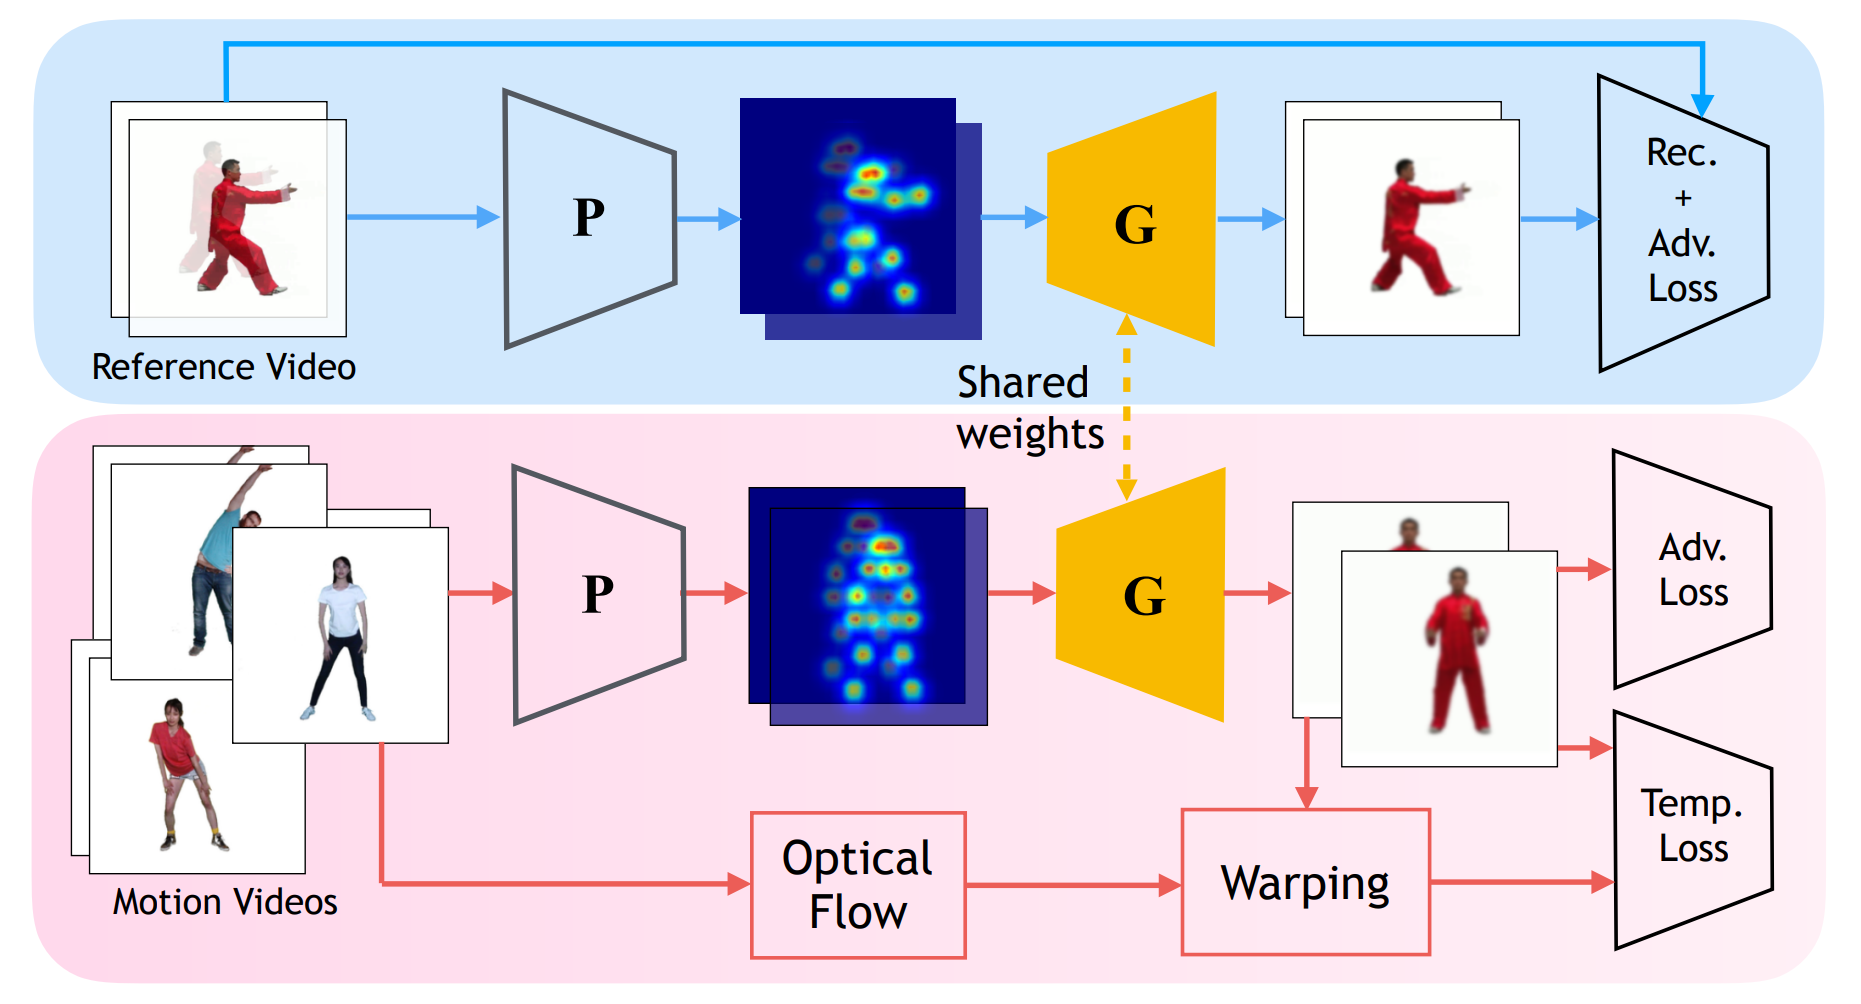 Reference Video
P
G
Rec.
+
Adv.
Loss
Shared
weights
Motion Videos
P
G
Adv.
Loss
Optical
Flow
Warping
Temp.
Loss